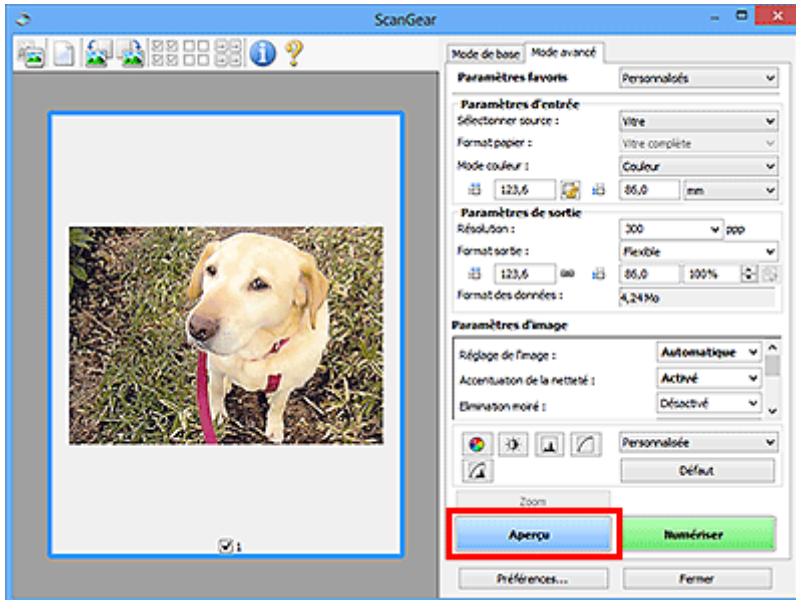 ScanGear
Mode de base Mode avancé
Paramètres favoris Personnalisés
Paramètres d'entrée
Sélectionner source : Vitre
Format papier : Vitre complète
Mode couleur : Couleur
123,6 86,0 mm
Paramètres de sortie
Résolution : 300 ppp
Format sortie : Flexible
123,6 86,0 100%
Format des données : 4,24 Mo
Paramètres d'image
Réglage de l'image : Automatique
Accentuation de la netteté : Activé
Elimination moiré : Désactivé
Personnalisée
Défaut
Zoom
Aperçu Numériser
1
Préférences... Fermer